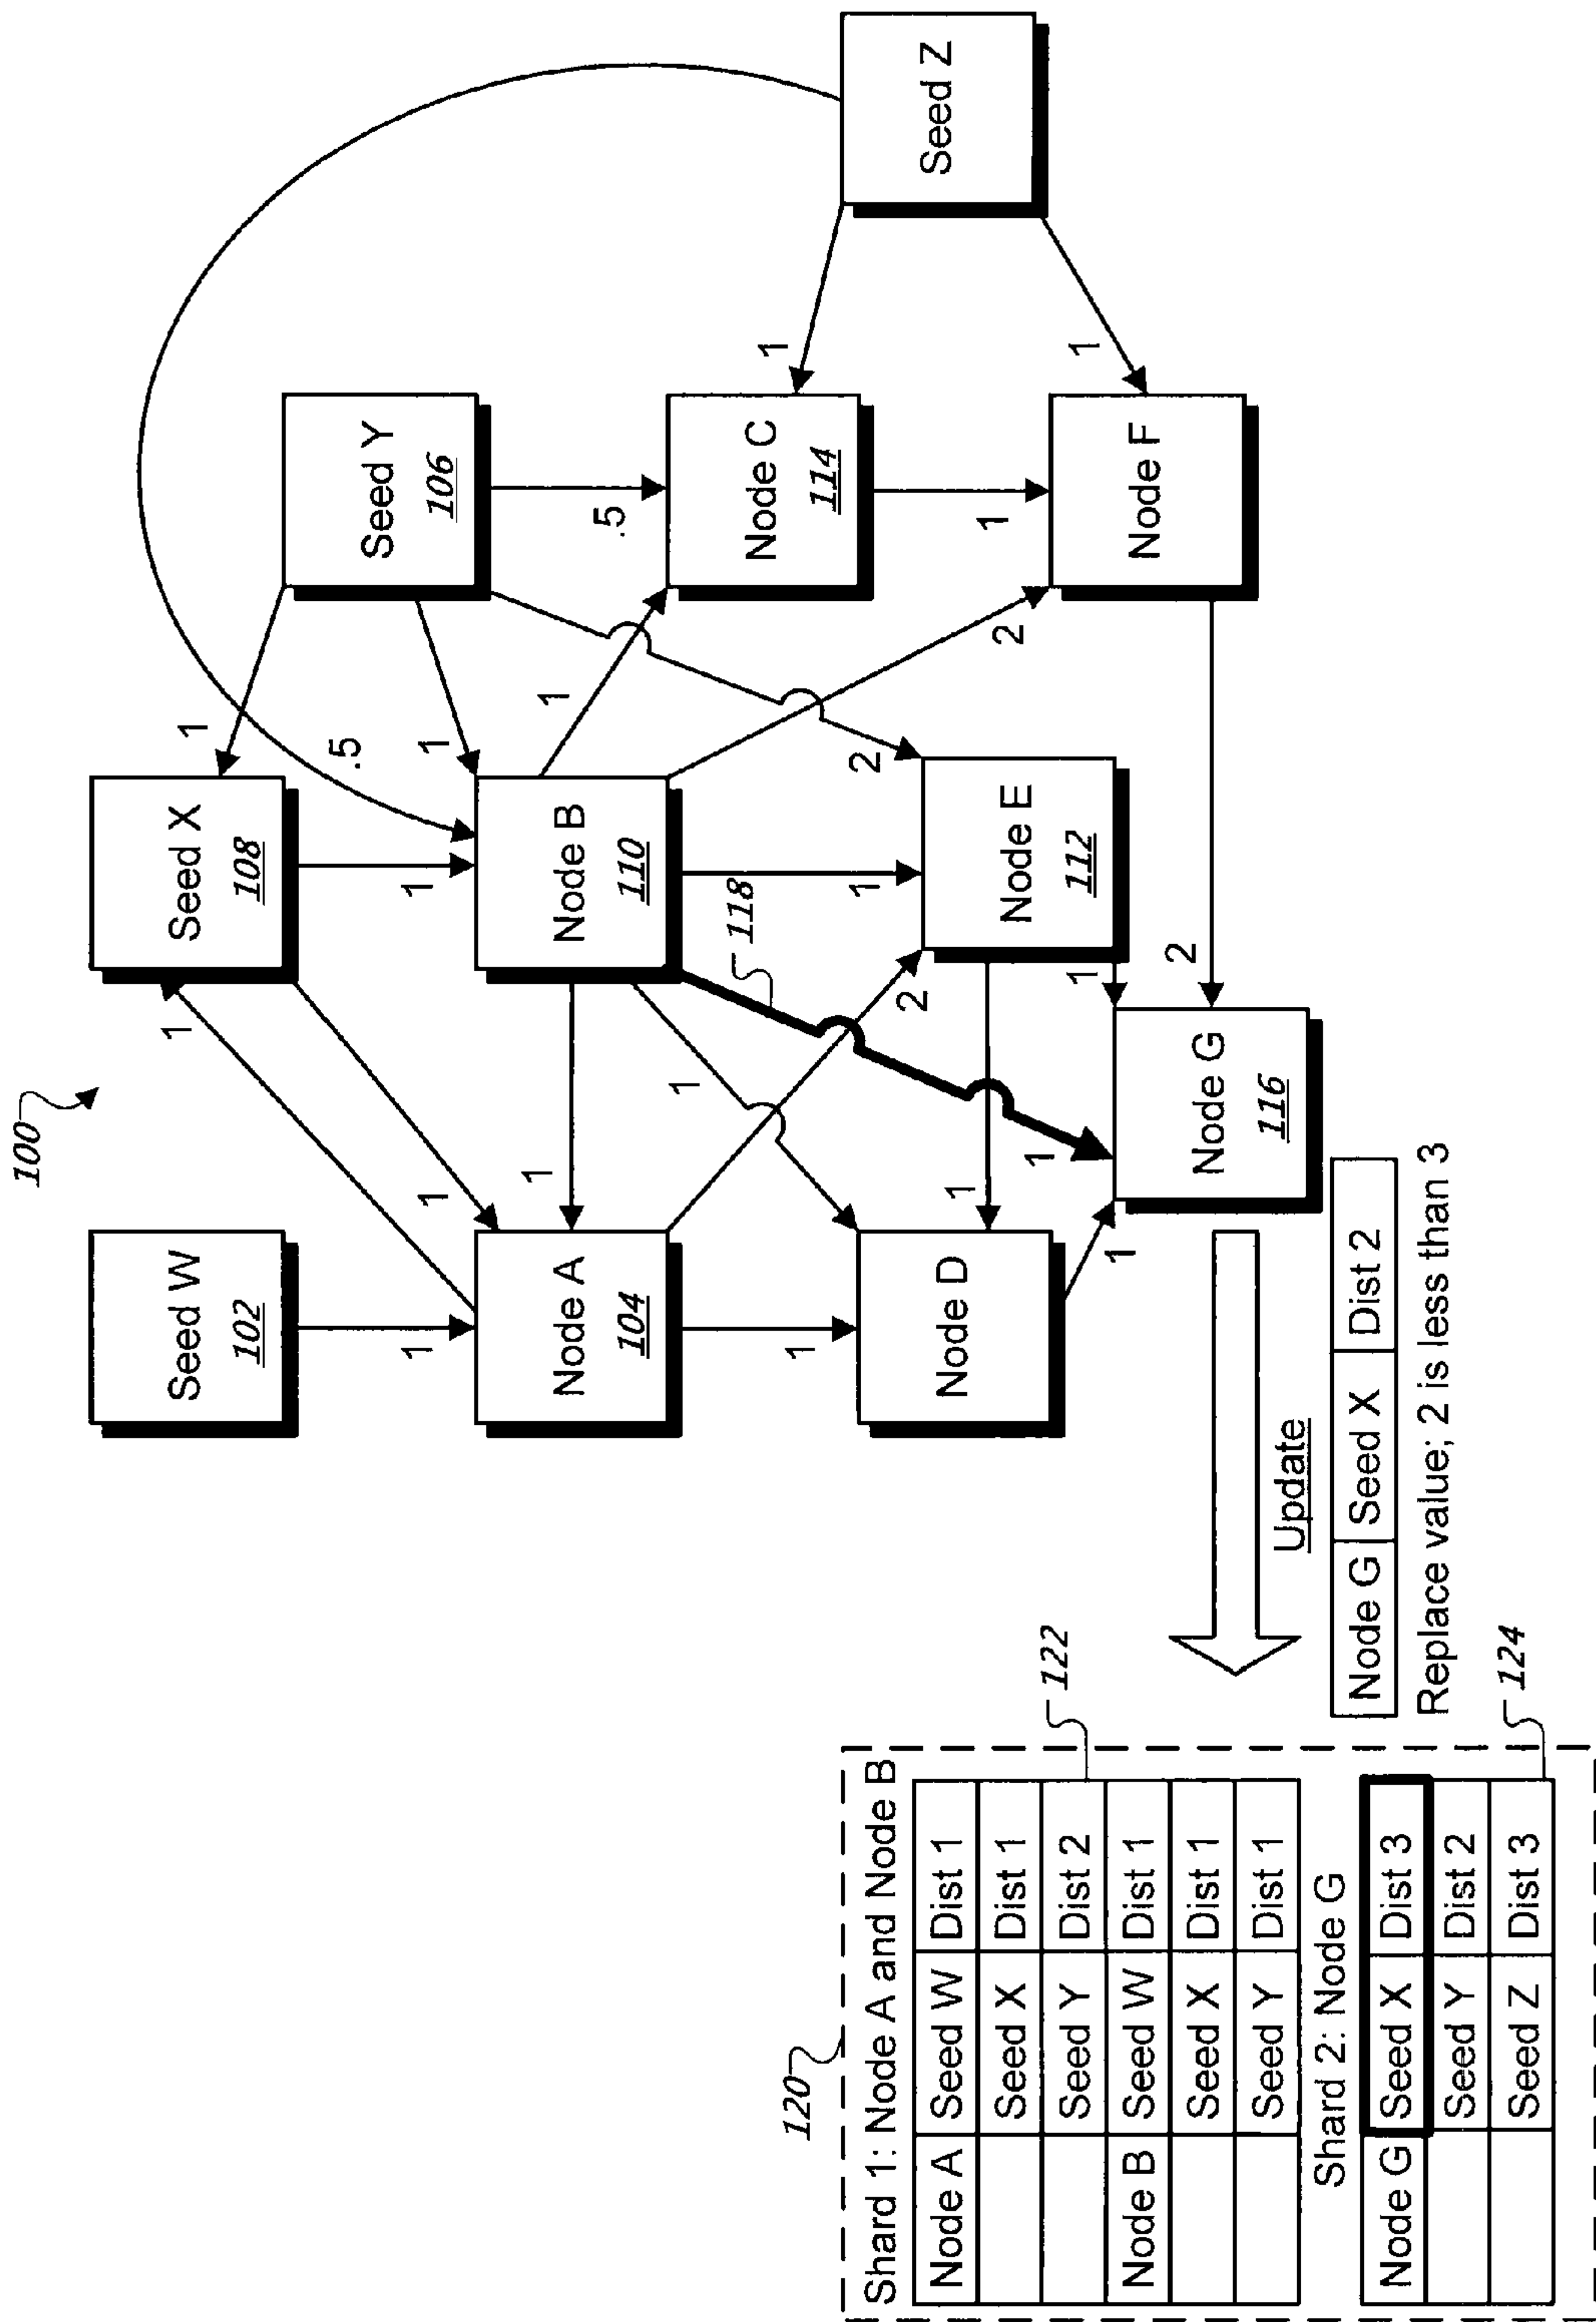 100
Seed W
102
Seed X
108
Seed Y
106
Seed Z
1
1
1
1
1
1
.5
.5
Node A
104
Node B
110
Node C
114
1
1
1
1
118
1
1
2
2
2
1
1
Node D
Node E
112
Node F
1
1
1
1
2
Node G
116
Update
Node G Seed X Dist 2
Replace value; 2 is less than 3
120
Shard 1: Node A and Node B
Node A Seed W Dist 1
Seed X Dist 1
Seed Y Dist 2
122
Node B Seed W Dist 1
Seed X Dist 1
Seed Y Dist 1
Shard 2: Node G
Node G Seed X Dist 3
Seed Y Dist 2
Seed Z Dist 3
124